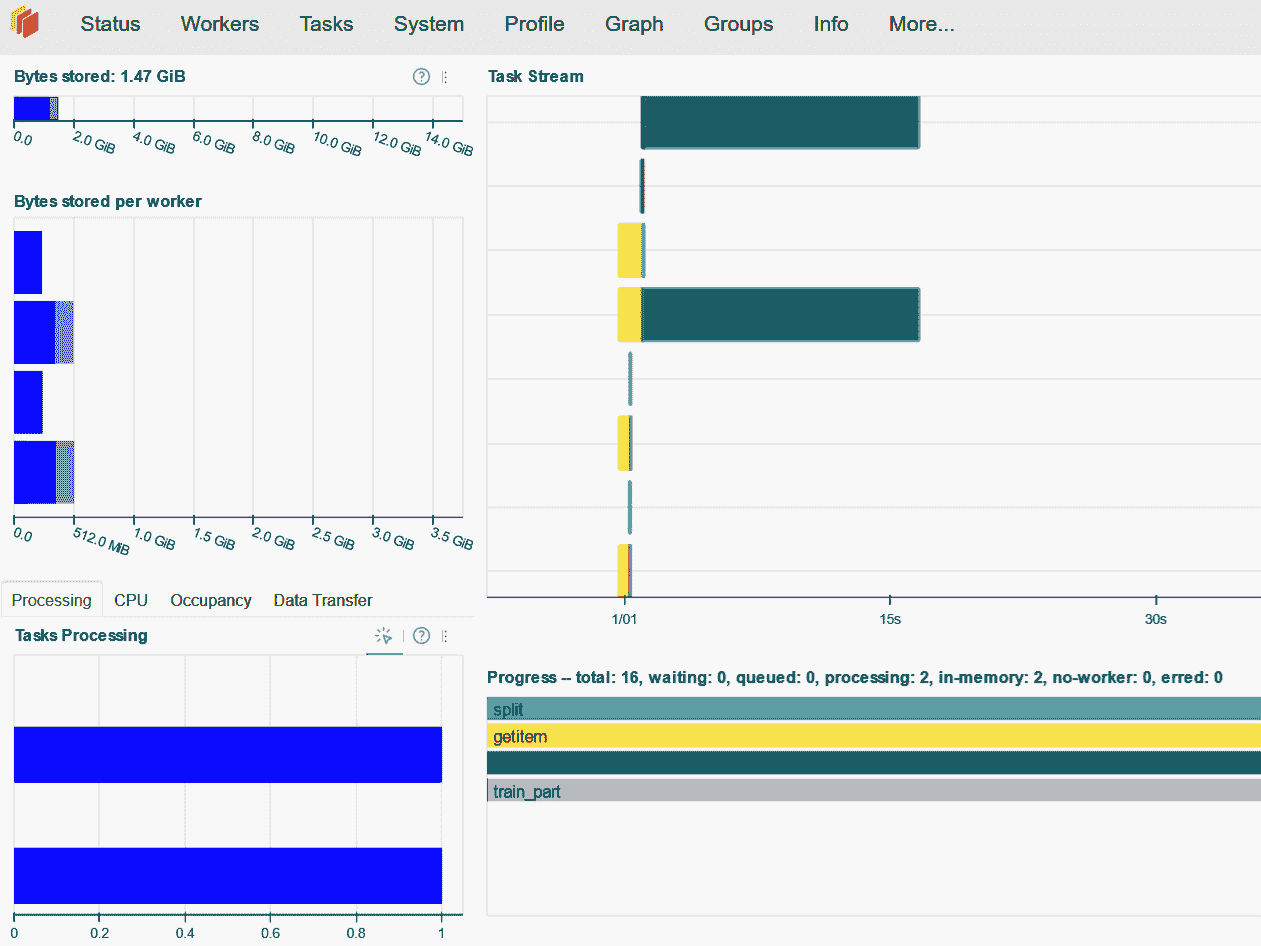 Status Workers Tasks System Profile Graph Groups Info More...
Bytes stored: 1.47 GiB
0.0 2.0 GiB 4.0 GiB 6.0 GiB 8.0 GiB 10.0 GiB 12.0 GiB 14.0 GiB
Bytes stored per worker
0.0 512.0 MiB 1.0 GiB 1.5 GiB 2.0 GiB 2.5 GiB 3.0 GiB 3.5 GiB
Processing CPU Occupancy Data Transfer
Tasks Processing
0 0.2 0.4 0.6 0.8 1
Task Stream
1/01 15s 30s
Progress -- total: 16, waiting: 0, queued: 0, processing: 2, in-memory: 2, no-worker: 0, erred: 0
split
getitem
train_part